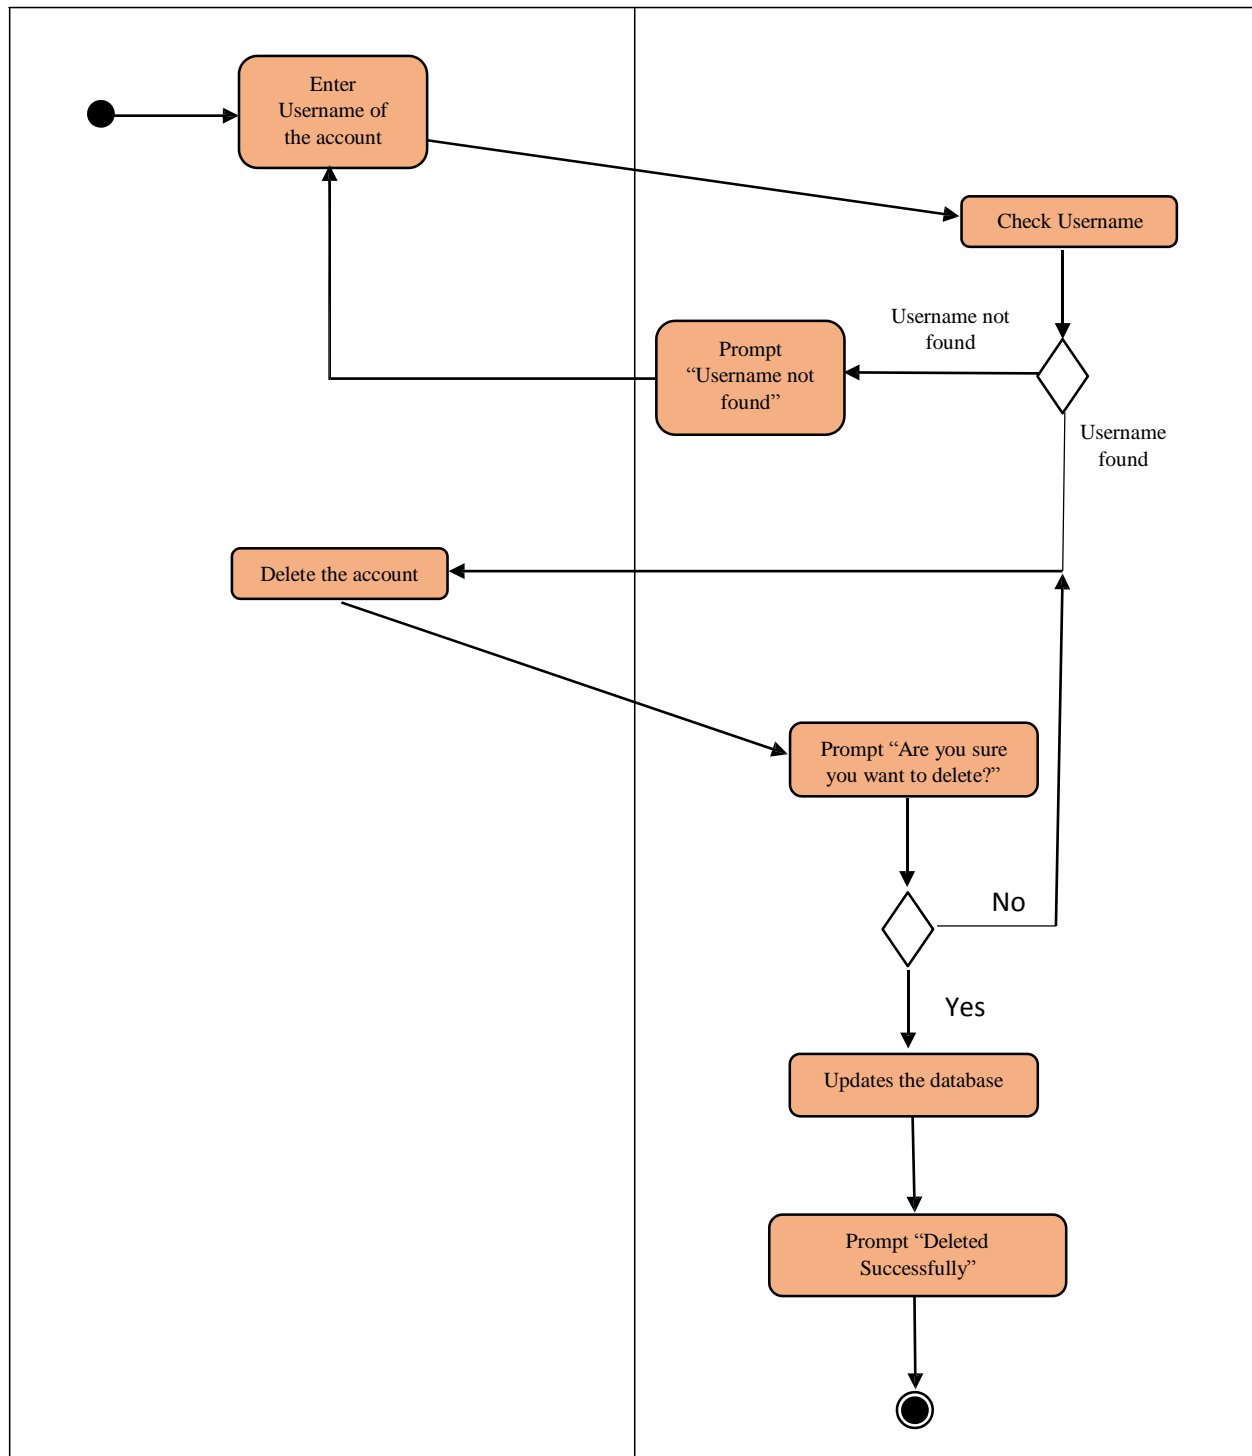 Enter
Username of
the account
Check Username
Username not
found
Prompt
“Username not
found”
Username
found
Delete the account
Prompt “Are you sure
you want to delete?”
No
Yes
Updates the database
Prompt “Deleted
Successfully”